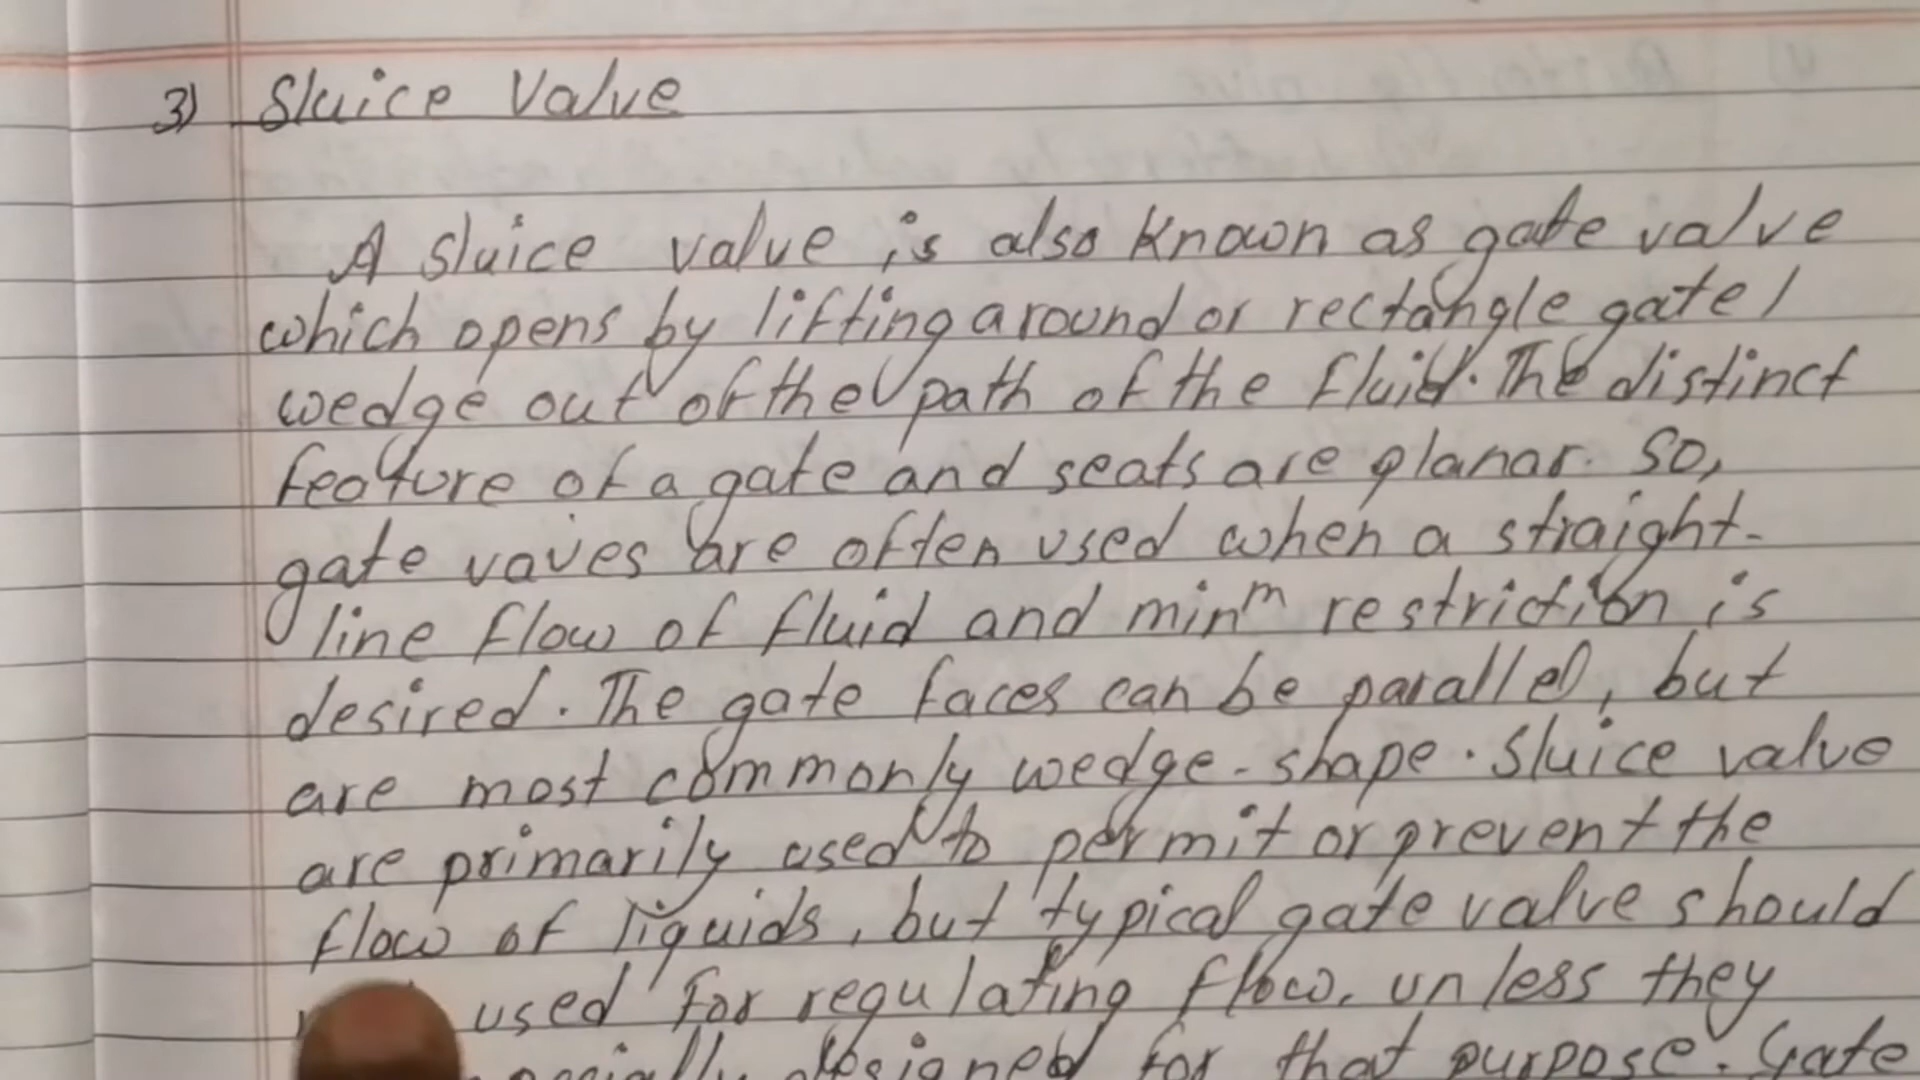 3) Sluice Valve
A sluice value is also known as gate valve
which opens by lifting around or rectangle gate/
wedge out of the path of the fluid. The distinct
feature of a gate and seats are planar. So,
gate vaves are often used when a straight-
line flow of fluid and minᵐ restriction is
desired. The gate faces can be parallel, but
are most commonly wedge-shape. Sluice valve
are primarily used to permit or prevent the
flow of liquids, but typical gate valve should
used for regulating flow, unless they
designed for that purpose. Gate